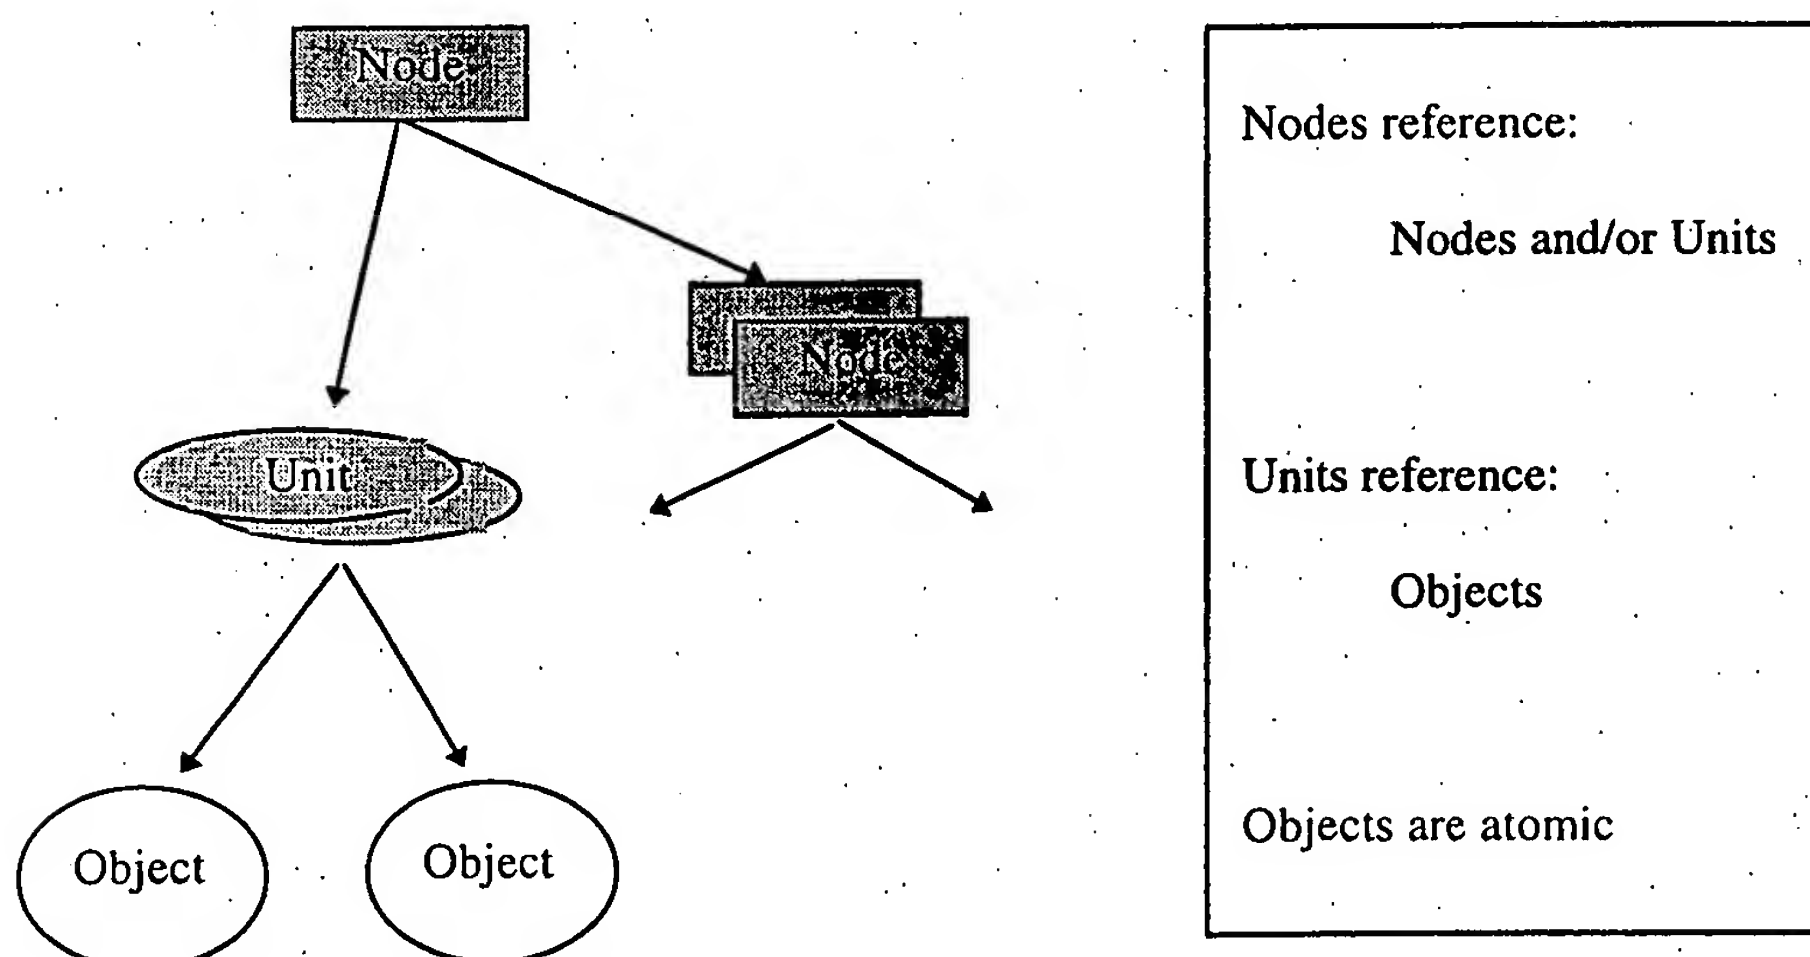 Node
Node
Unit
Object
Object
Nodes reference:
Nodes and/or Units
Units reference:
Objects
Objects are atomic